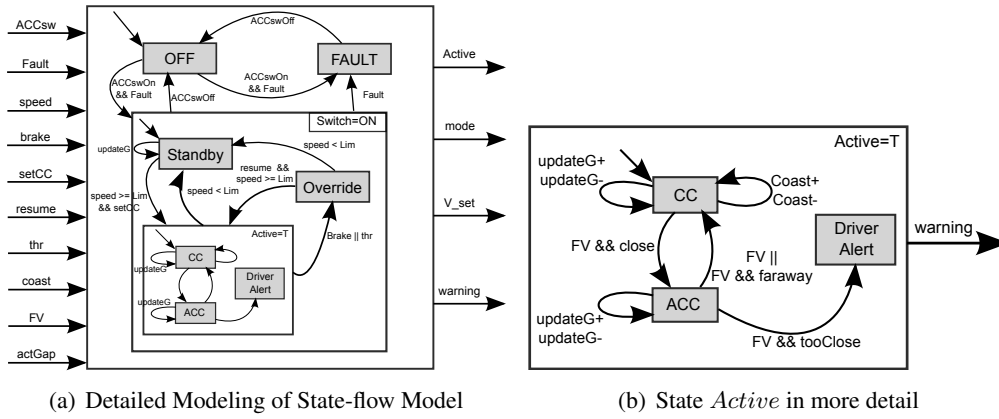 ACCsw
Fault
speed
brake
setCC
resume
thr
coast
FV
actGap
ACCswOff
OFF
FAULT
ACCswOn
&& Fault
ACCswOff
ACCswOn
&& Fault
Fault
Switch=ON
updateG
Standby
speed < Lim
resume &&
speed >= Lim
Override
speed >= Lim
&& setCC
speed < Lim
Brake || thr
Active=T
CC
updateG
Driver
Alert
updateG
ACC
Active
mode
V_set
warning
(a) Detailed Modeling of State-flow Model
Active=T
updateG+
updateG-
CC
Coast+
Coast-
FV && close
FV ||
FV && faraway
Driver
Alert
warning
updateG+
updateG-
ACC
FV && tooClose
(b) State Active in more detail